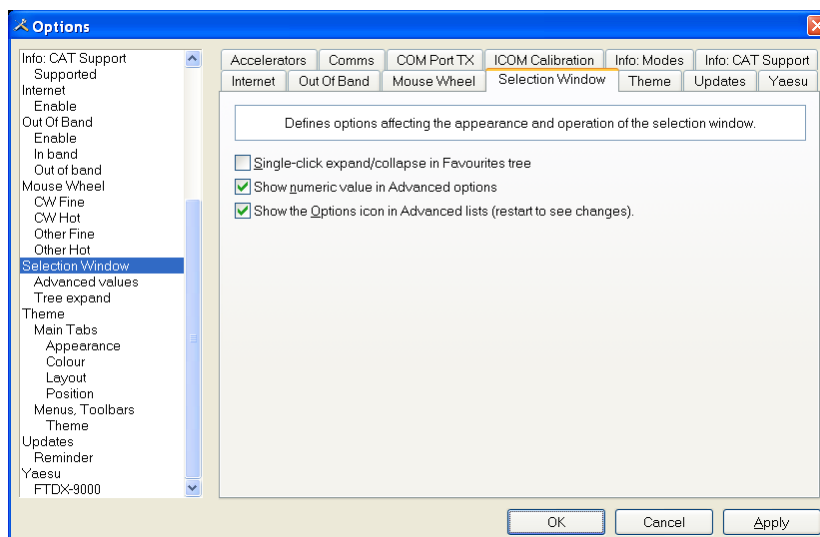 Options
Info: CAT Support
Supported
Internet
Enable
Out Of Band
Enable
In band
Out of band
Mouse Wheel
CW Fine
CW Hot
Other Fine
Other Hot
Selection Window
Advanced values
Tree expand
Theme
Main Tabs
Appearance
Colour
Layout
Position
Menus, Toolbars
Theme
Updates
Reminder
Yaesu
FTDX-9000
Accelerators Comms COM Port TX ICOM Calibration Info: Modes Info: CAT Support
Internet Out Of Band Mouse Wheel Selection Window Theme Updates Yaesu
Defines options affecting the appearance and operation of the selection window.
Single-click expand/collapse in Favourites tree
Show numeric value in Advanced options
Show the Options icon in Advanced lists (restart to see changes).
OK Cancel Apply